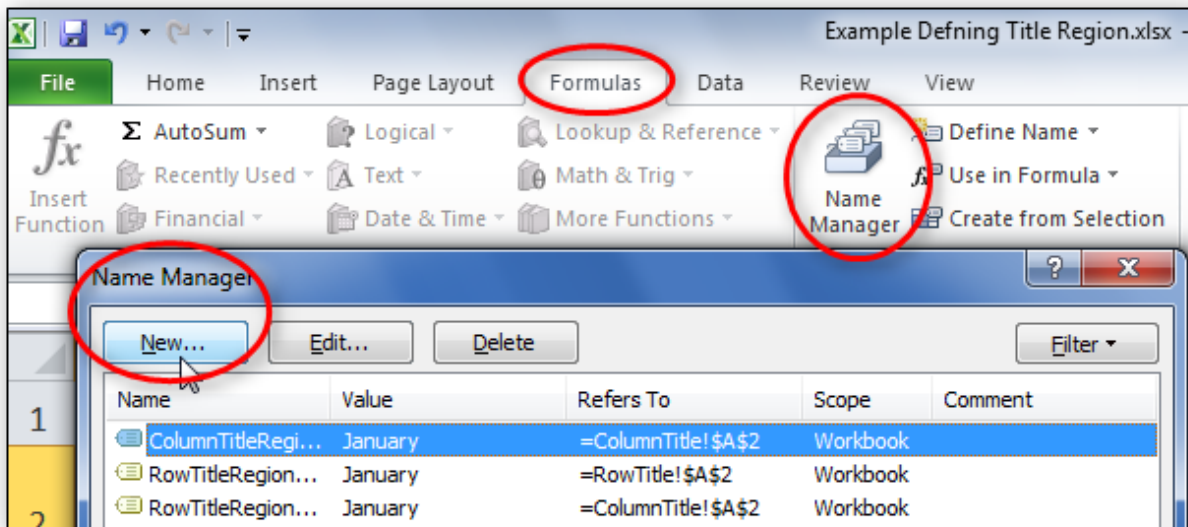 Example Defning Title Region.xlsx -
File Home Insert Page Layout Formulas Data Review View
fx Insert Function
Σ AutoSum
Recently Used
Financial
Logical
Text
Date & Time
Lookup & Reference
Math & Trig
More Functions
Name Manager
Define Name
Use in Formula
Create from Selection
Name Manager
New... Edit... Delete Filter
Name Value Refers To Scope Comment
ColumnTitleRegi... January =ColumnTitle!$A$2 Workbook
RowTitleRegion... January =RowTitle!$A$2 Workbook
RowTitleRegion... January =ColumnTitle!$A$2 Workbook
1
2